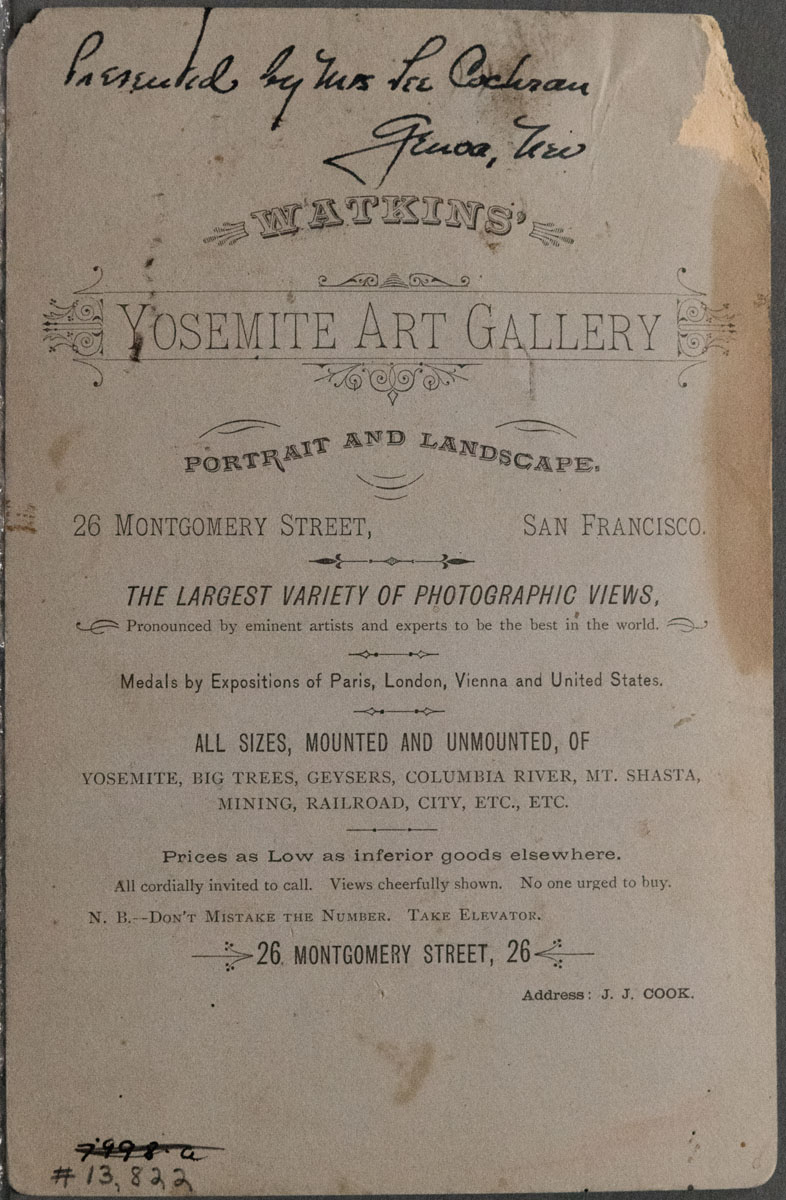 Presented by Mrs Lee Cochran
Genoa, Nev
WATKINS'
YOSEMITE ART GALLERY
PORTRAIT AND LANDSCAPE.
26 MONTGOMERY STREET, SAN FRANCISCO.
THE LARGEST VARIETY OF PHOTOGRAPHIC VIEWS,
Pronounced by eminent artists and experts to be the best in the world.
Medals by Expositions of Paris, London, Vienna and United States.
ALL SIZES, MOUNTED AND UNMOUNTED, OF
YOSEMITE, BIG TREES, GEYSERS, COLUMBIA RIVER, MT. SHASTA,
MINING, RAILROAD, CITY, ETC., ETC.
Prices as Low as inferior goods elsewhere.
All cordially invited to call. Views cheerfully shown. No one urged to buy.
N. B.--DON'T MISTAKE THE NUMBER. TAKE ELEVATOR.
26 MONTGOMERY STREET, 26
Address: J. J. COOK.
7998 a
# 13,822